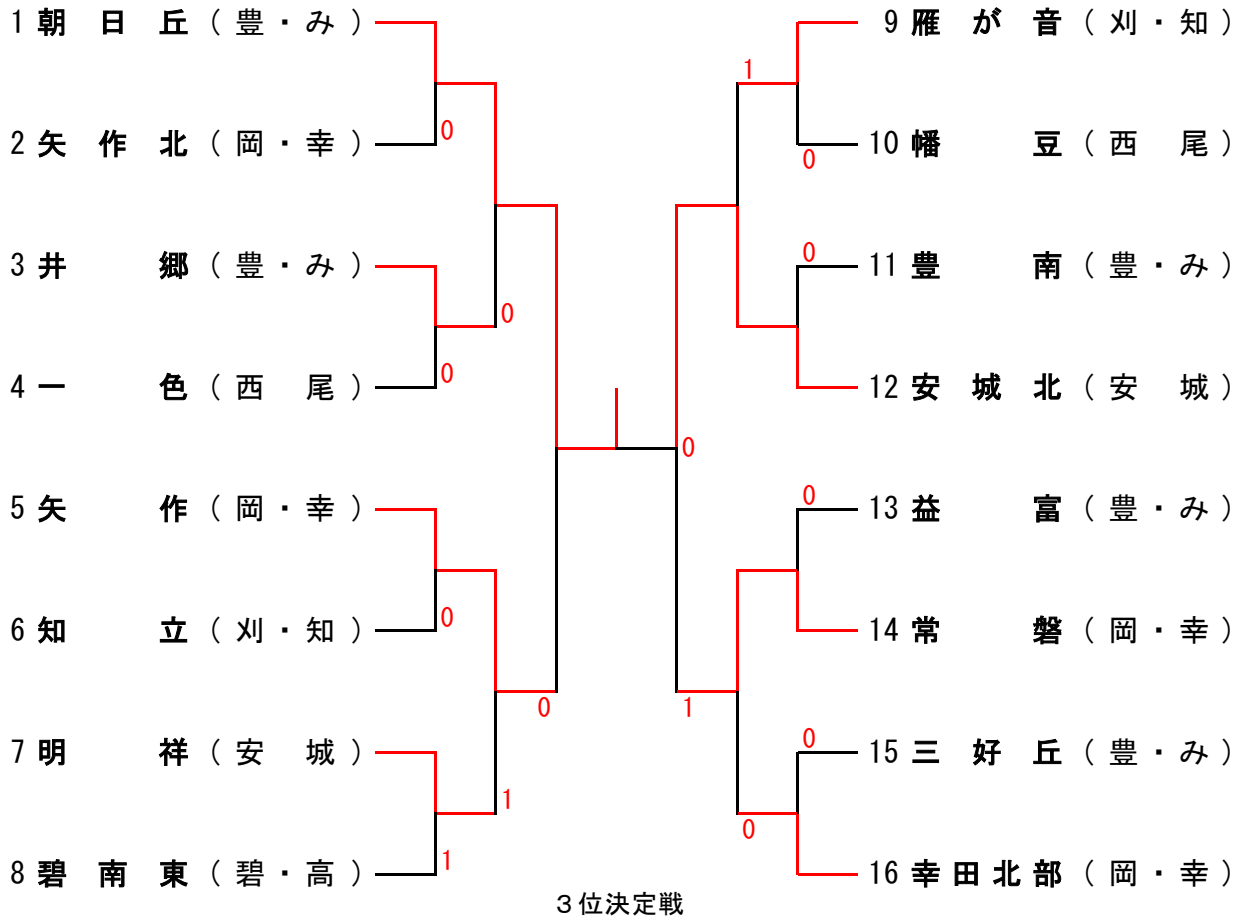 1 朝日丘（豊・み）
0
2 矢作北（岡・幸）
3 井郷（豊・み）
0
0
4 一色（西尾）
5 矢作（岡・幸）
0
6 知立（刈・知）
0
7 明祥（安城）
1
1
8 碧南東（碧・高）
9 雁が音（刈・知）
1
10 幡豆（西尾）
0
0
11 豊南（豊・み）
12 安城北（安城）
0
0
13 益富（豊・み）
14 常磐（岡・幸）
1
0
15 三好丘（豊・み）
0
16 幸田北部（岡・幸）
３位決定戦